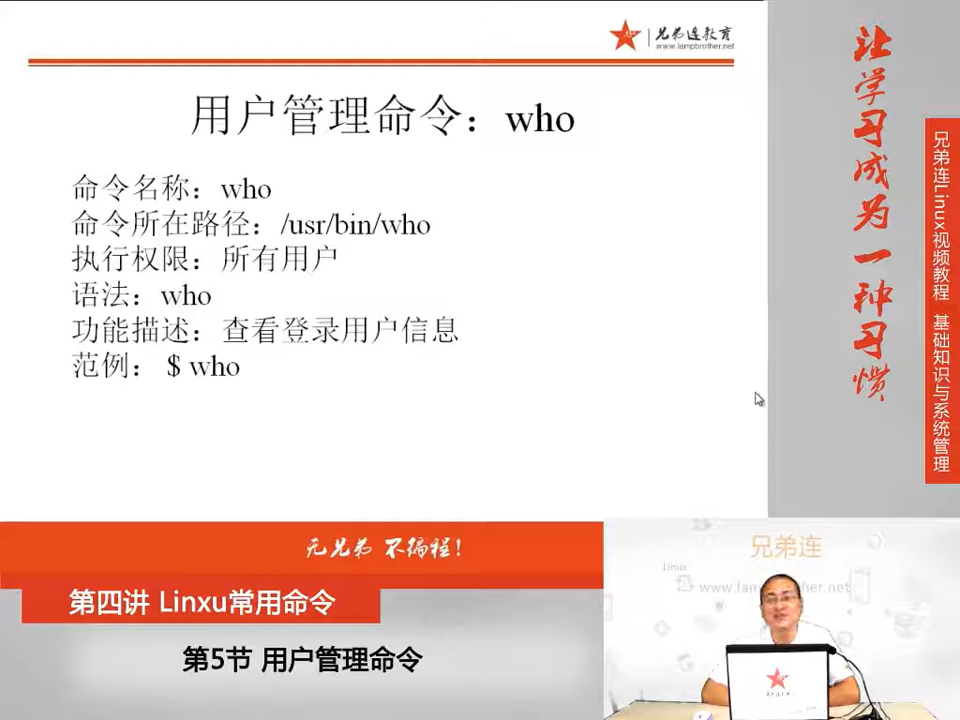 兄弟连教育
www.lampbrother.net
用户管理命令：who
命令名称：who
命令所在路径：/usr/bin/who
执行权限：所有用户
语法：who
功能描述：查看登录用户信息
范例： $ who
让学习成为一种习惯
兄弟连Linux视频教程 基础知识与系统管理
无兄弟 不编程！
第四讲 Linxu常用命令
第5节 用户管理命令
兄弟连
Linux
www.lampbrother.net